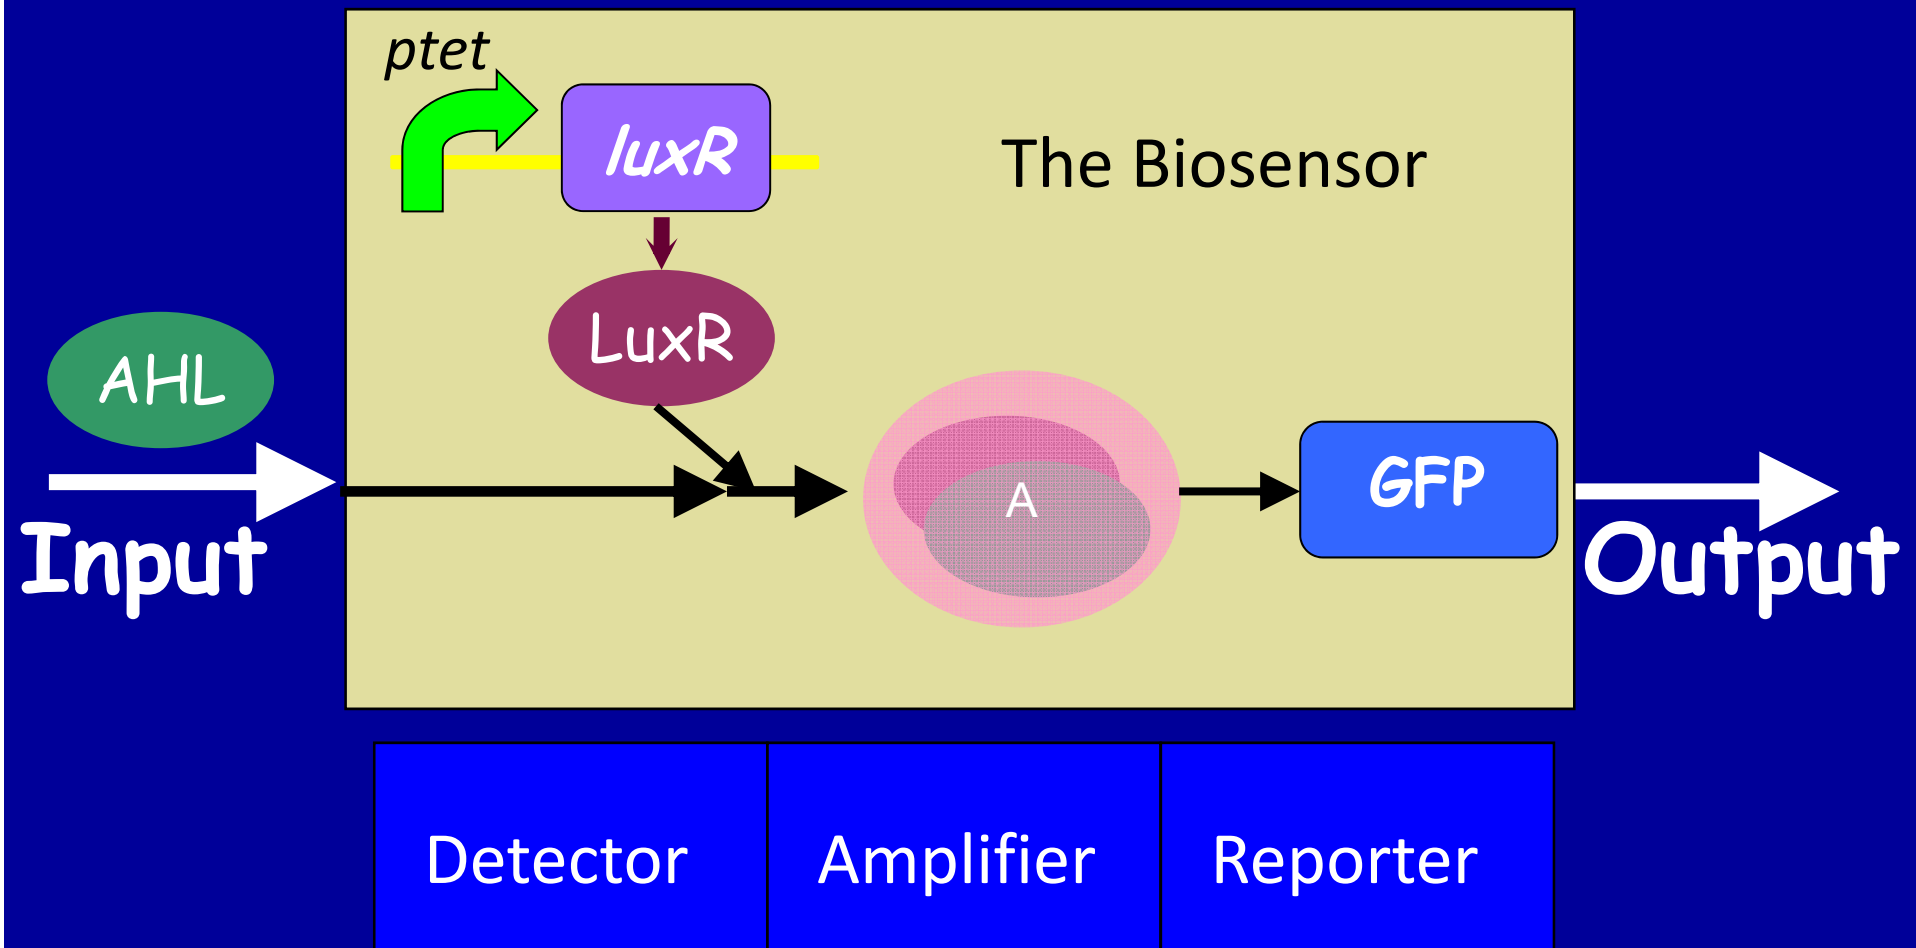 ptet
luxR
The Biosensor
LuxR
AHL
A
GFP
Input
Output
Detector
Amplifier
Reporter